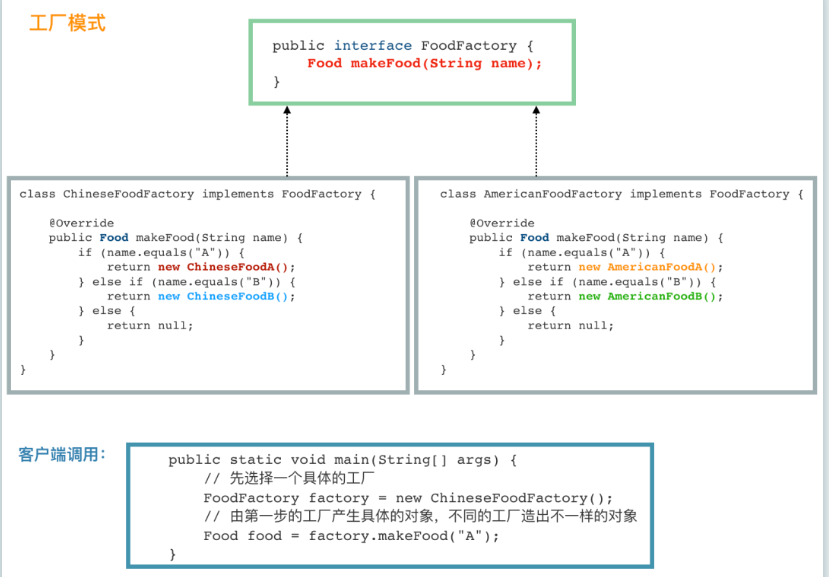 工厂模式
public interface FoodFactory {
    Food makeFood(String name);
}
class ChineseFoodFactory implements FoodFactory {
    @Override
    public Food makeFood(String name) {
        if (name.equals("A")) {
            return new ChineseFoodA();
        } else if (name.equals("B")) {
            return new ChineseFoodB();
        } else {
            return null;
        }
    }
}
class AmericanFoodFactory implements FoodFactory {
    @Override
    public Food makeFood(String name) {
        if (name.equals("A")) {
            return new AmericanFoodA();
        } else if (name.equals("B")) {
            return new AmericanFoodB();
        } else {
            return null;
        }
    }
}
客户端调用：
public static void main(String[] args) {
    // 先选择一个具体的工厂
    FoodFactory factory = new ChineseFoodFactory();
    // 由第一步的工厂产生具体的对象，不同的工厂造出不一样的对象
    Food food = factory.makeFood("A");
}